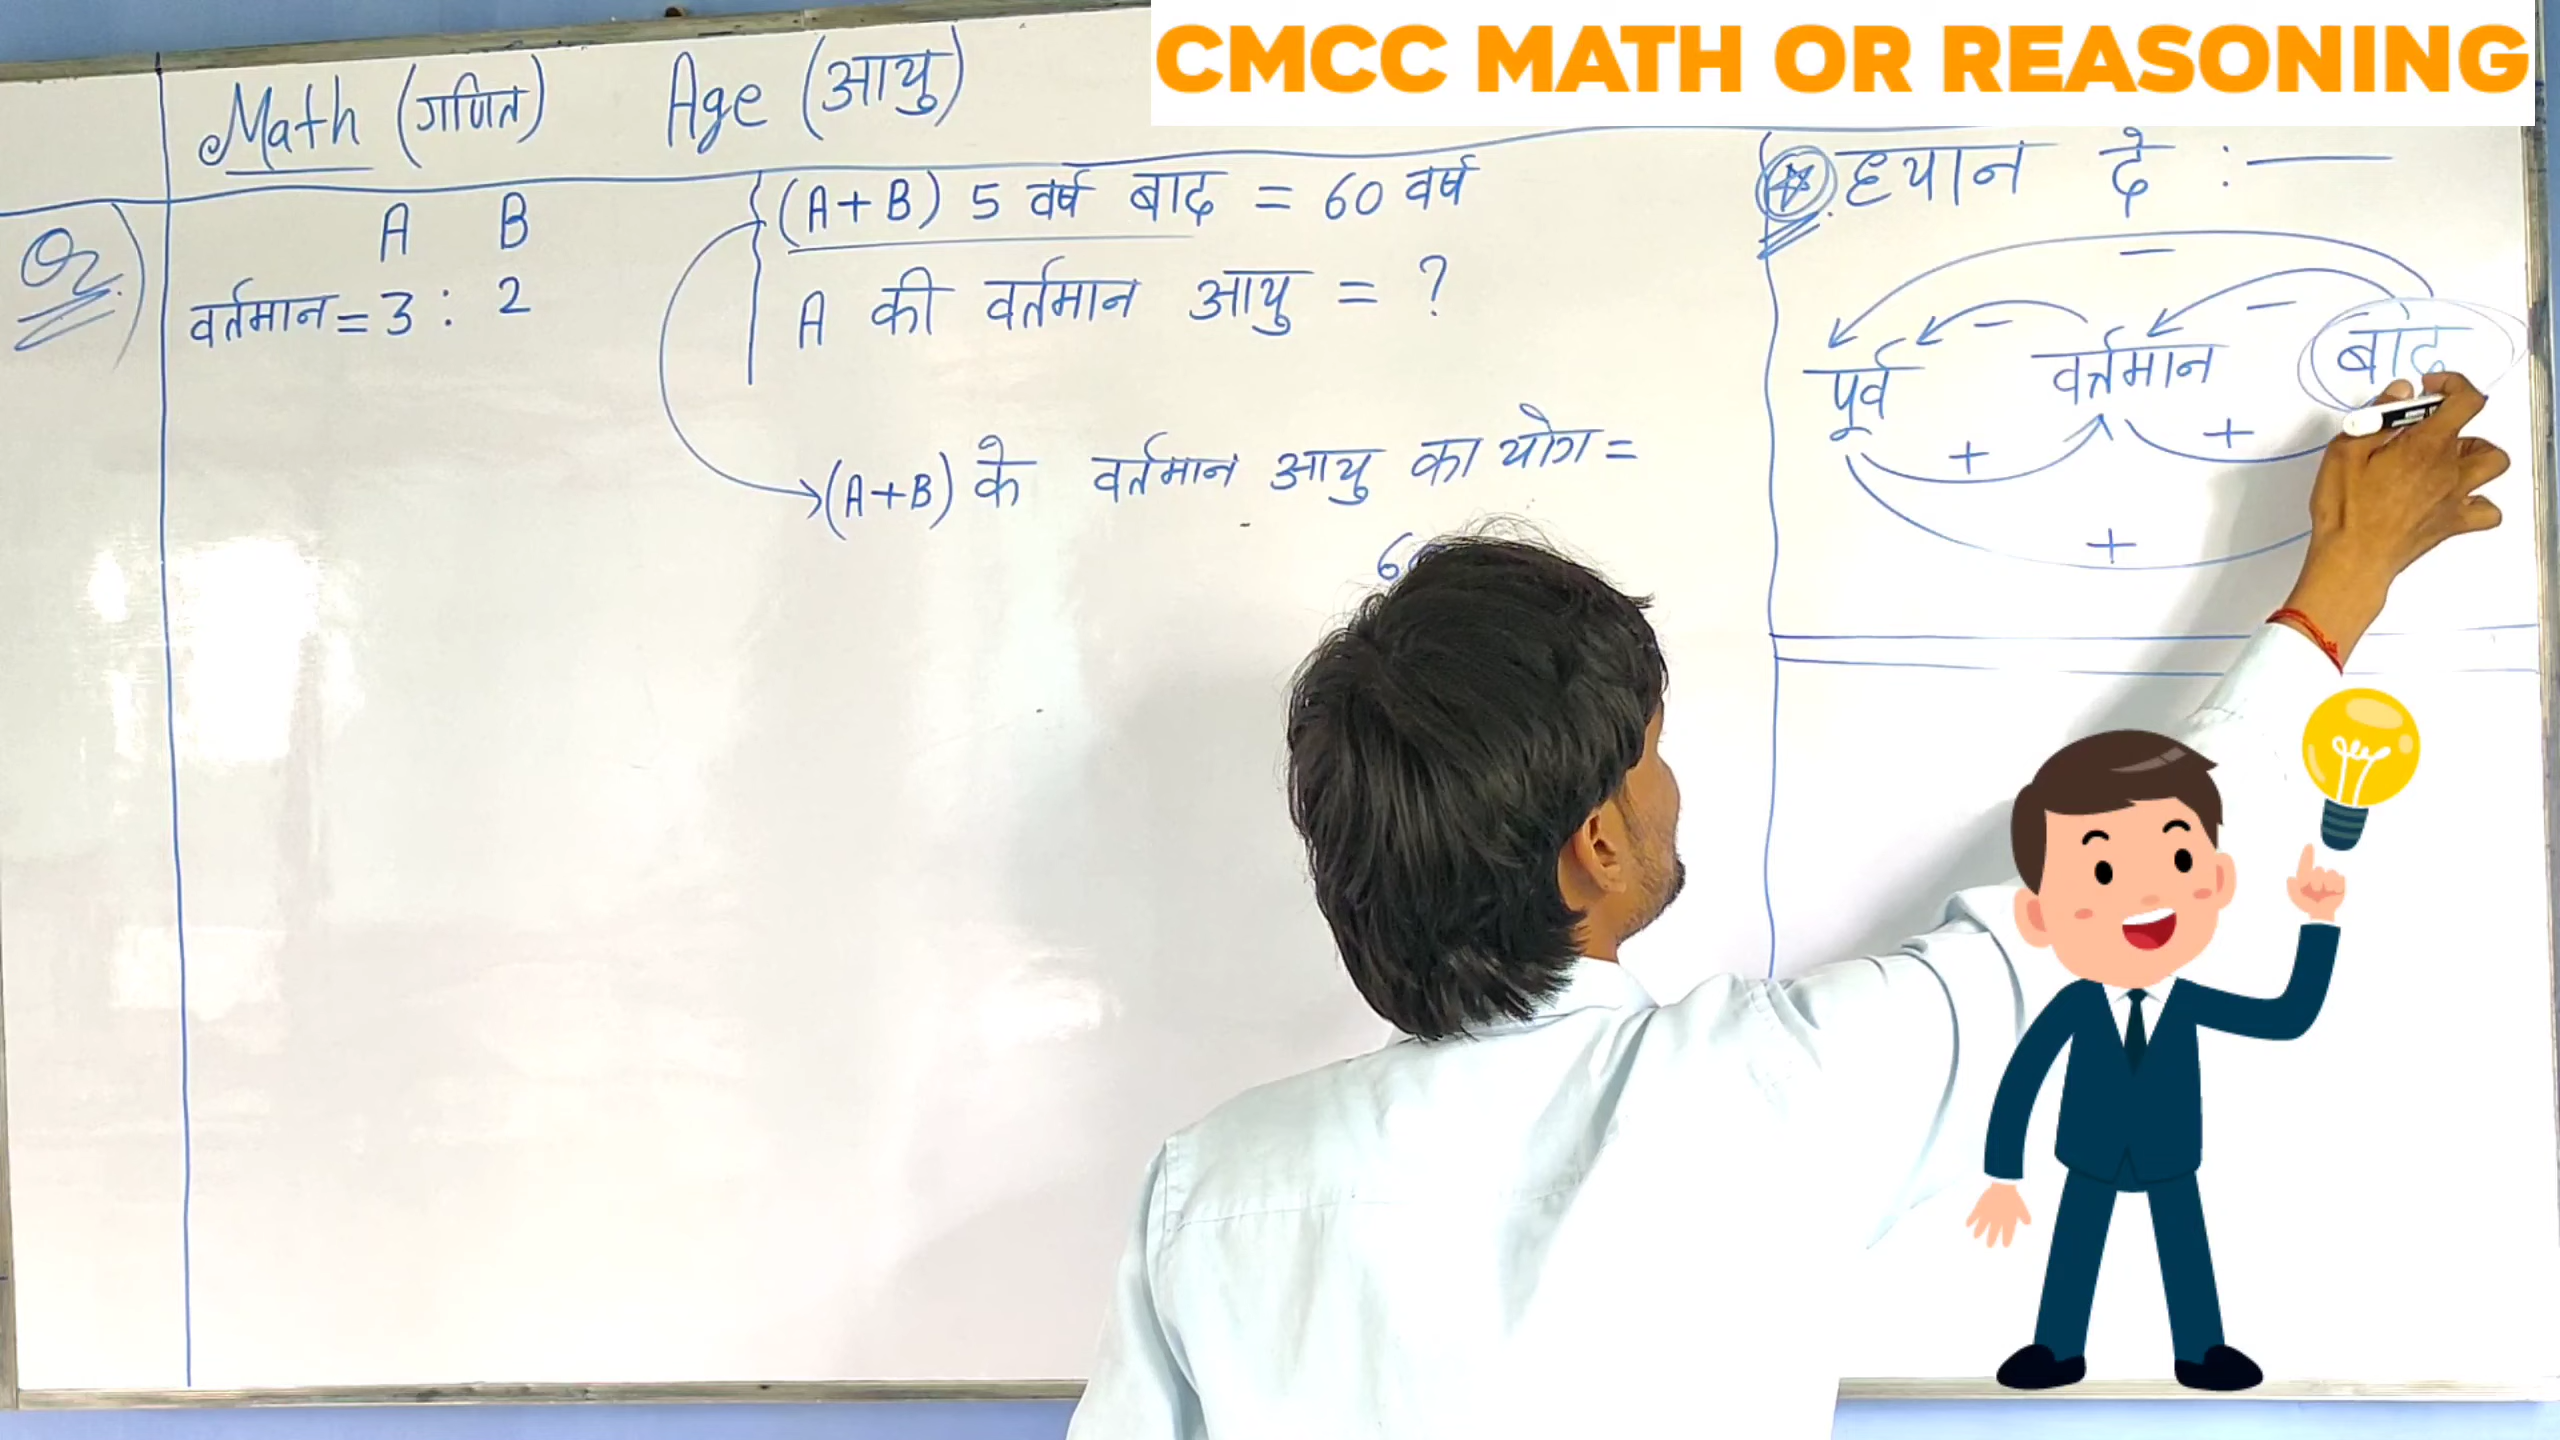 CMCC MATH OR REASONING
Math (गणित) Age (आयु)
A B
वर्तमान = 3 : 2
(A+B) 5 वर्ष बाद = 60 वर्ष
A की वर्तमान आयु = ?
→(A+B) के वर्तमान आयु का योग =
ध्यान दे :—
− − −
पूर्व वर्तमान बाद
+ +
+